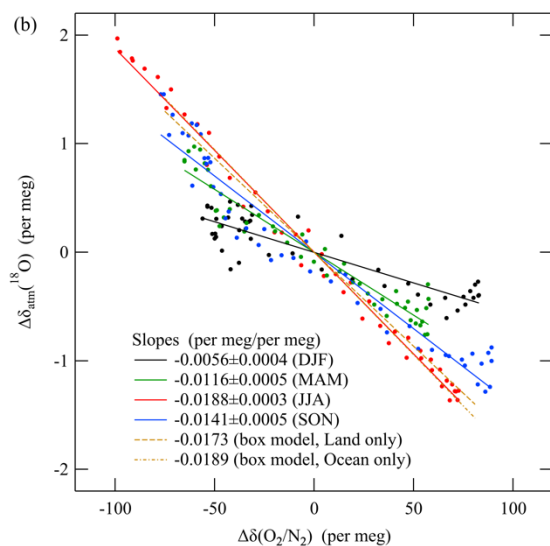 (b)
2
1
0
-1
-2
Δδatm(¹⁸O) (per meg)
Slopes (per meg/per meg)
-0.0056±0.0004 (DJF)
-0.0116±0.0005 (MAM)
-0.0188±0.0003 (JJA)
-0.0141±0.0005 (SON)
-0.0173 (box model, Land only)
-0.0189 (box model, Ocean only)
-100 -50 0 50 100
Δδ(O₂/N₂) (per meg)